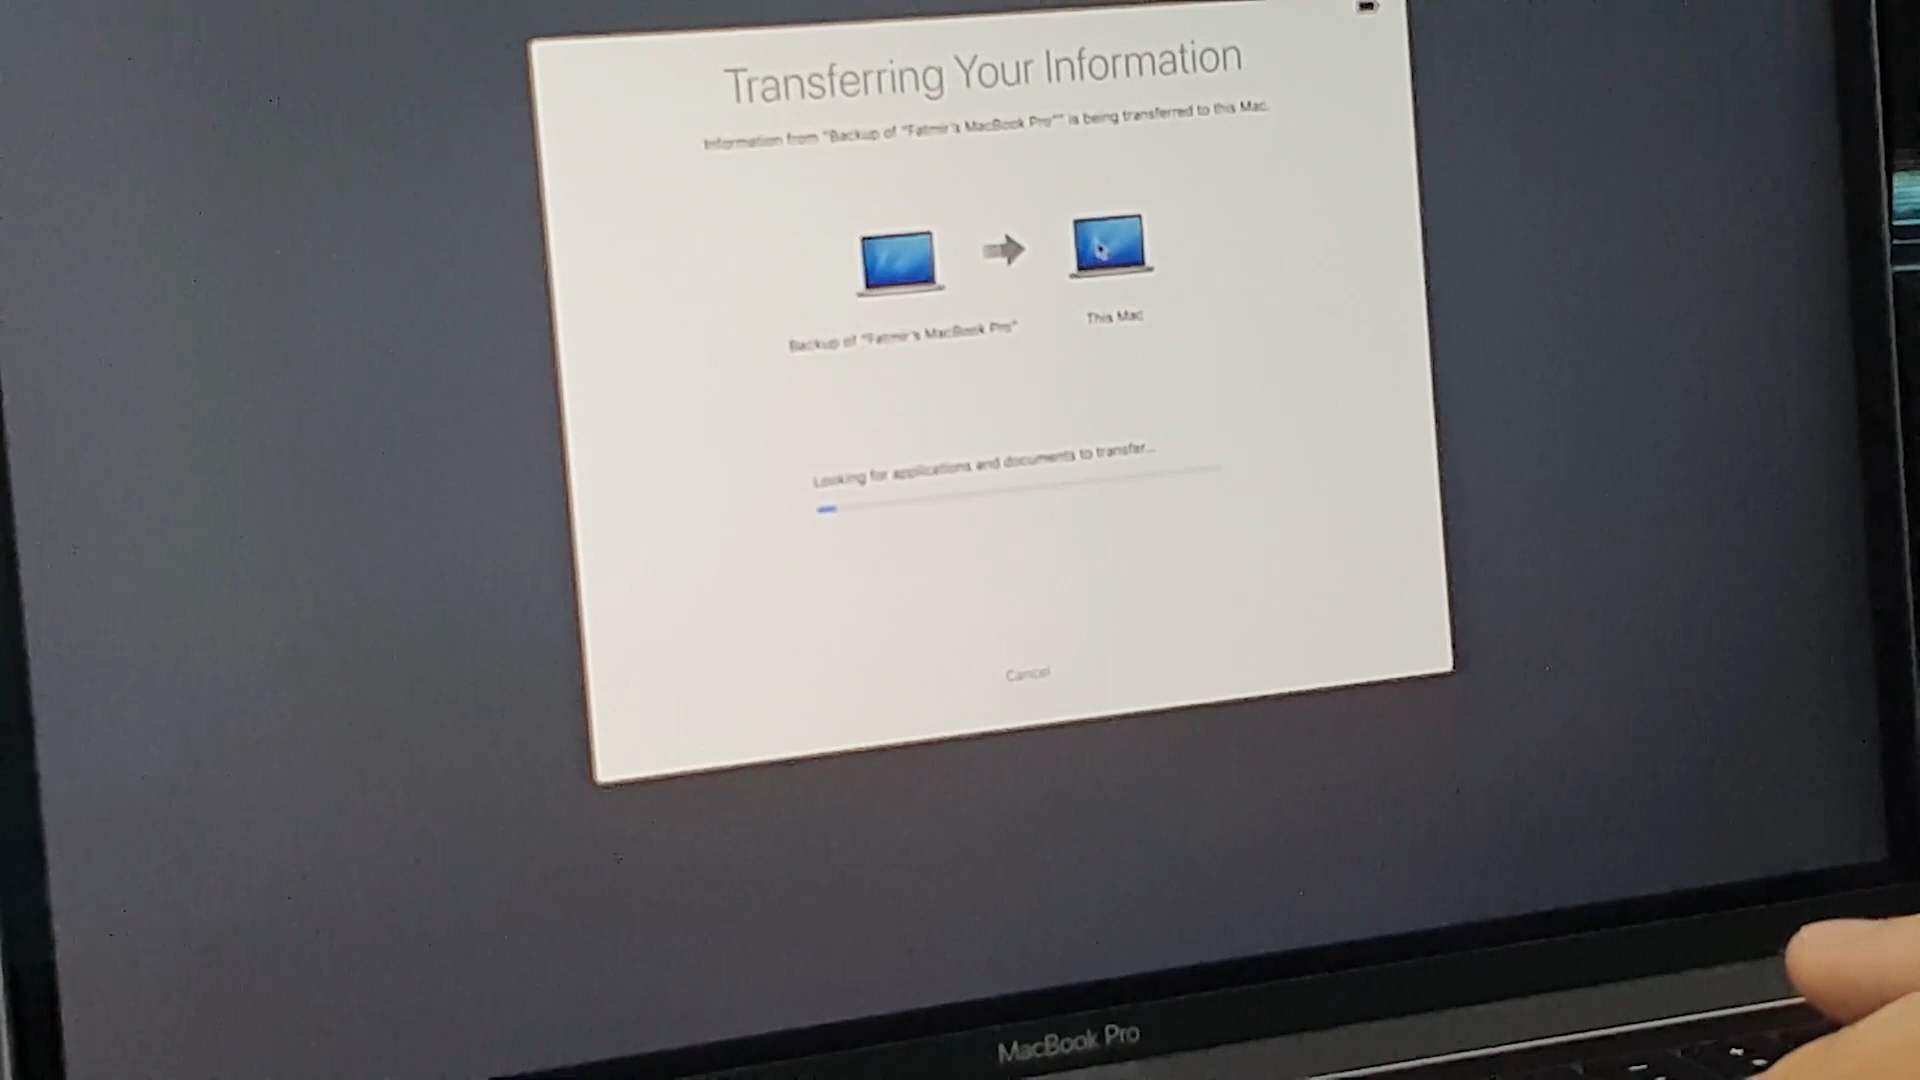 Transferring Your Information
Information from "Backup of "Fatmir's MacBook Pro"" is being transferred to this Mac.
Backup of "Fatmir's MacBook Pro"
This Mac
Looking for applications and documents to transfer...
Cancel
MacBook Pro